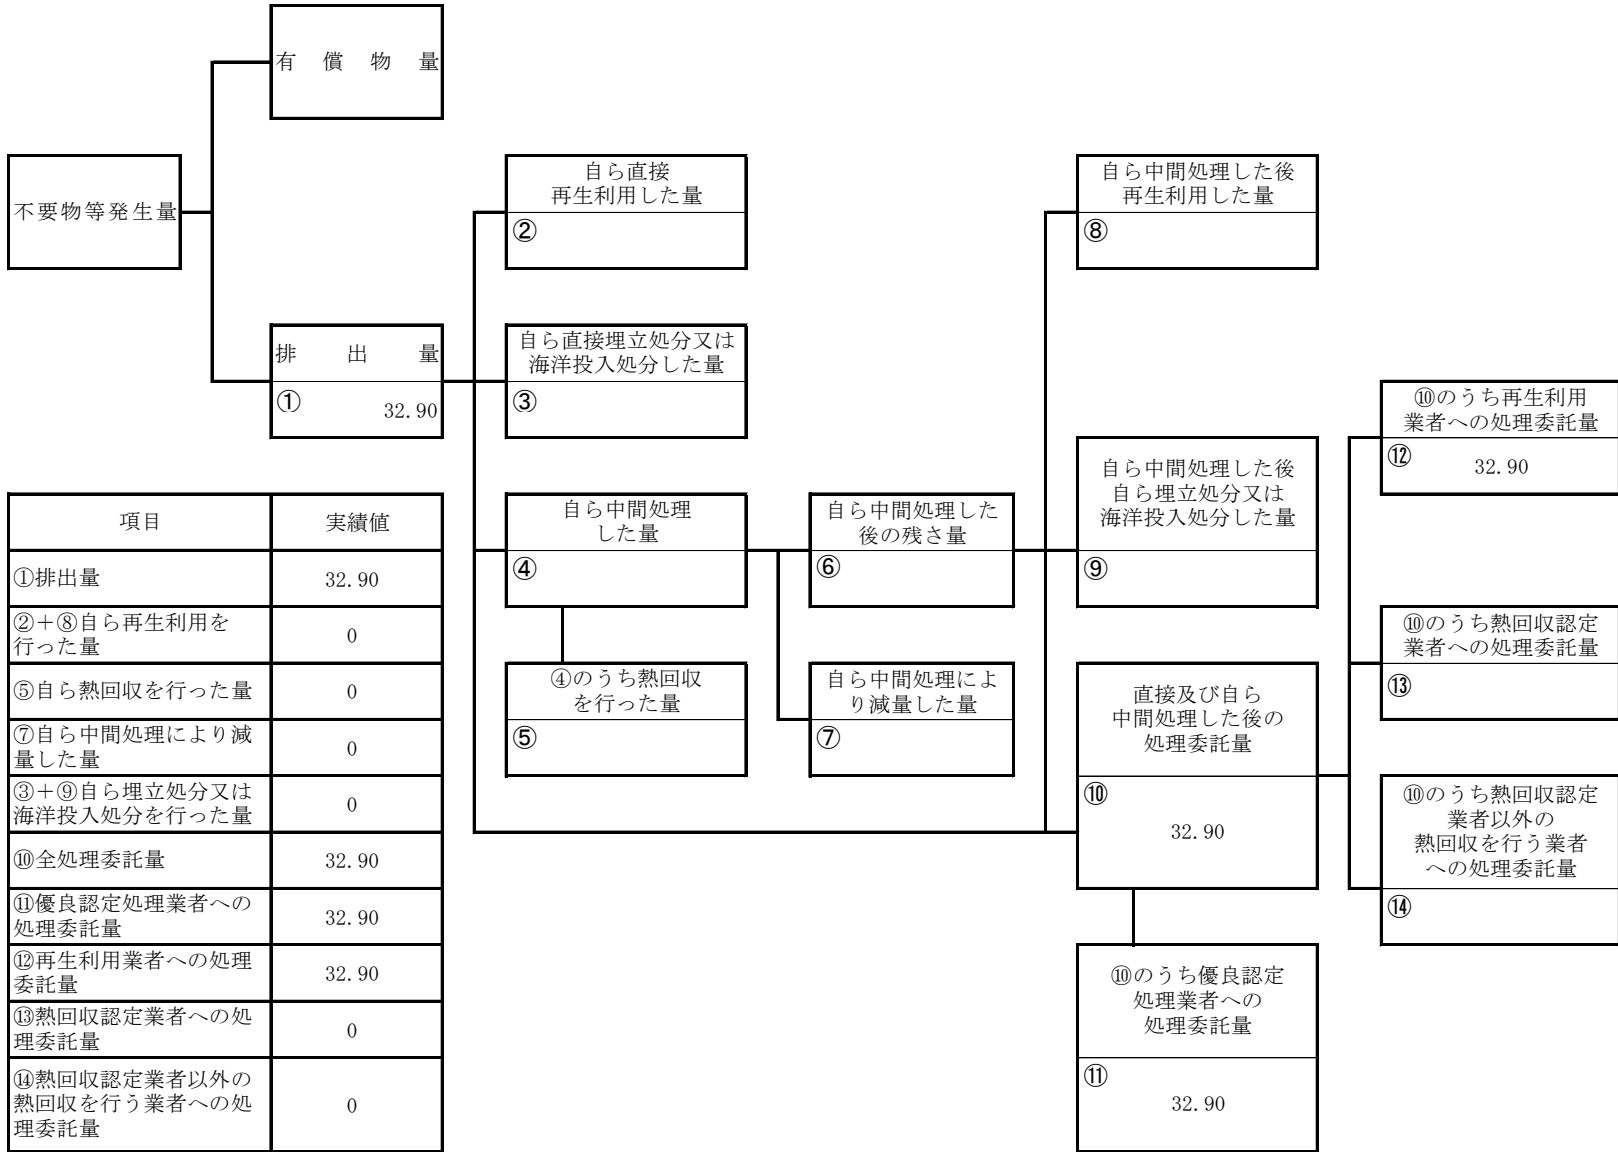 有償物量
不要物等発生量
自ら直接
再生利用した量
②
自ら中間処理した後
再生利用した量
⑧
排出量
①
32.90
自ら直接埋立処分又は
海洋投入処分した量
③
⑩のうち再生利用
業者への処理委託量
⑫
32.90
自ら中間処理した後
自ら埋立処分又は
海洋投入処分した量
⑨
自ら中間処理
した量
④
自ら中間処理した
後の残さ量
⑥
⑩のうち熱回収認定
業者への処理委託量
⑬
④のうち熱回収
を行った量
⑤
自ら中間処理によ
り減量した量
⑦
直接及び自ら
中間処理した後の
処理委託量
⑩
32.90
⑩のうち熱回収認定
業者以外の
熱回収を行う業者
への処理委託量
⑭
⑩のうち優良認定
処理業者への
処理委託量
⑪
32.90
項目 実績値
①排出量 32.90
②＋⑧自ら再生利用を
行った量 0
⑤自ら熱回収を行った量 0
⑦自ら中間処理により減
量した量 0
③＋⑨自ら埋立処分又は
海洋投入処分を行った量 0
⑩全処理委託量 32.90
⑪優良認定処理業者への
処理委託量 32.90
⑫再生利用業者への処理
委託量 32.90
⑬熱回収認定業者への処
理委託量 0
⑭熱回収認定業者以外の
熱回収を行う業者への処
理委託量 0